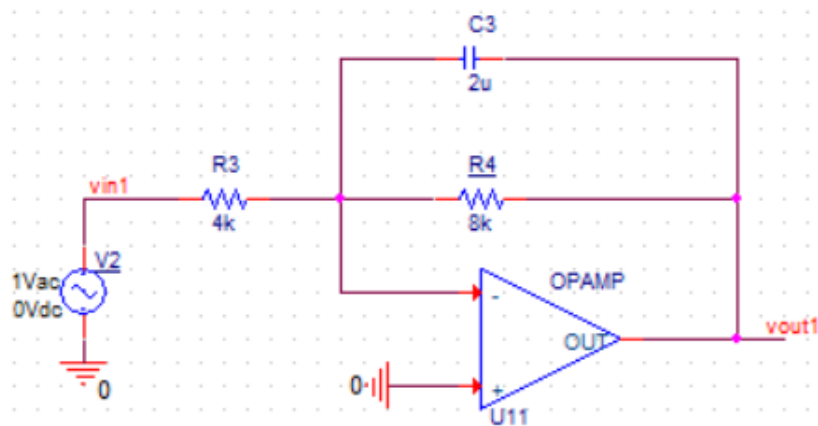 C3
2u
R3
R4
vin1
4k
8k
V2
1Vac
0Vdc
OPAMP
-
OUT
vout1
0
0
+
U11